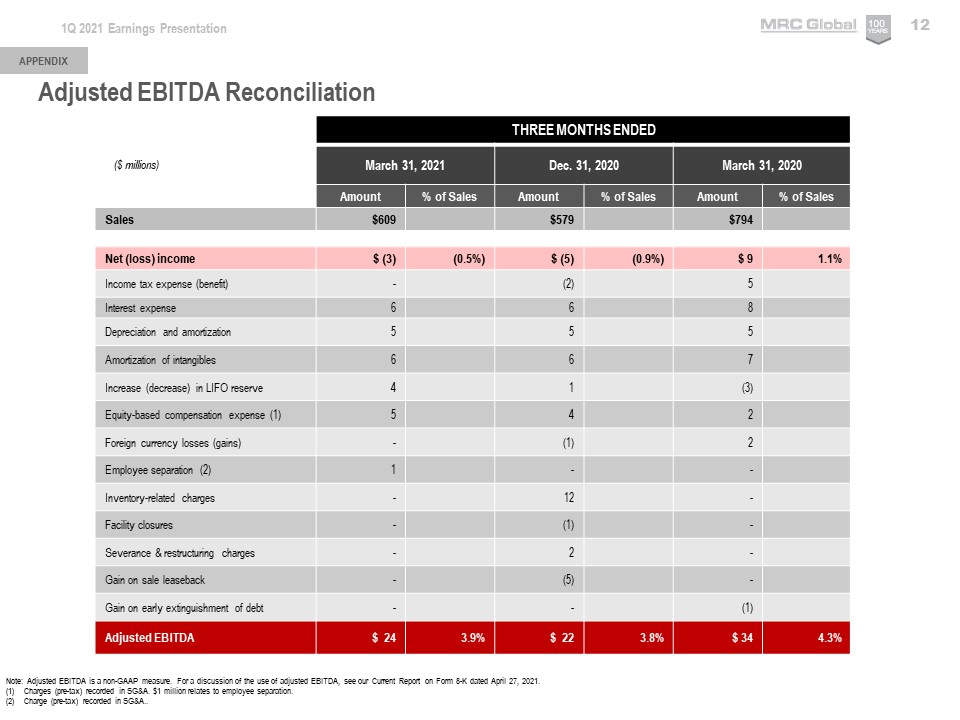 1Q 2021 Earnings Presentation
MRC Global
100 YEARS
12
APPENDIX
Adjusted EBITDA Reconciliation
THREE MONTHS ENDED
($ millions) March 31, 2021 Dec. 31, 2020 March 31, 2020
Amount % of Sales Amount % of Sales Amount % of Sales
Sales $609 $579 $794
Net (loss) income $ (3) (0.5%) $ (5) (0.9%) $ 9 1.1%
Income tax expense (benefit) - (2) 5
Interest expense 6 6 8
Depreciation and amortization 5 5 5
Amortization of intangibles 6 6 7
Increase (decrease) in LIFO reserve 4 1 (3)
Equity-based compensation expense (1) 5 4 2
Foreign currency losses (gains) - (1) 2
Employee separation (2) 1 - -
Inventory-related charges - 12 -
Facility closures - (1) -
Severance & restructuring charges - 2 -
Gain on sale leaseback - (5) -
Gain on early extinguishment of debt - - (1)
Adjusted EBITDA $ 24 3.9% $ 22 3.8% $ 34 4.3%
Note: Adjusted EBITDA is a non-GAAP measure. For a discussion of the use of adjusted EBITDA, see our Current Report on Form 8-K dated April 27, 2021.
(1) Charges (pre-tax) recorded in SG&A. $1 million relates to employee separation.
(2) Charge (pre-tax) recorded in SG&A..